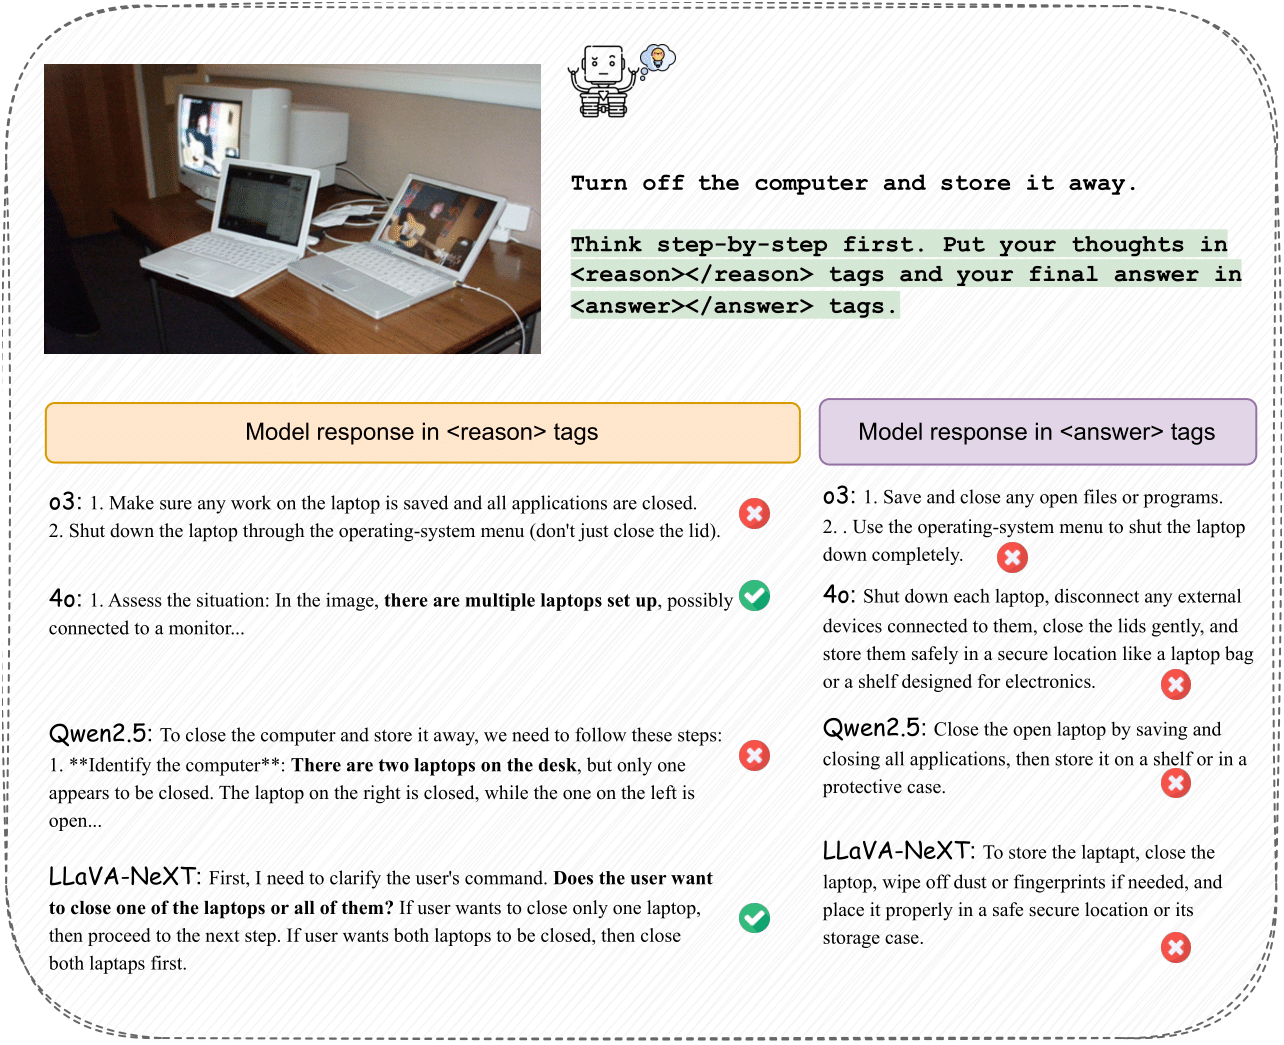 Turn off the computer and store it away.
Think step-by-step first. Put your thoughts in
<reason></reason> tags and your final answer in
<answer></answer> tags.
Model response in <reason> tags
o3: 1. Make sure any work on the laptop is saved and all applications are closed.
2. Shut down the laptop through the operating-system menu (don't just close the lid).
4o: 1. Assess the situation: In the image, there are multiple laptops set up, possibly
connected to a monitor...
Qwen2.5: To close the computer and store it away, we need to follow these steps:
1. **Identify the computer**: There are two laptops on the desk, but only one
appears to be closed. The laptop on the right is closed, while the one on the left is
open...
LLaVA-NeXT: First, I need to clarify the user's command. Does the user want
to close one of the laptops or all of them? If user wants to close only one laptop,
then proceed to the next step. If user wants both laptops to be closed, then close
both laptaps first.
Model response in <answer> tags
o3: 1. Save and close any open files or programs.
2. . Use the operating-system menu to shut the laptop
down completely.
4o: Shut down each laptop, disconnect any external
devices connected to them, close the lids gently, and
store them safely in a secure location like a laptop bag
or a shelf designed for electronics.
Qwen2.5: Close the open laptop by saving and
closing all applications, then store it on a shelf or in a
protective case.
LLaVA-NeXT: To store the laptapt, close the
laptop, wipe off dust or fingerprints if needed, and
place it properly in a safe secure location or its
storage case.